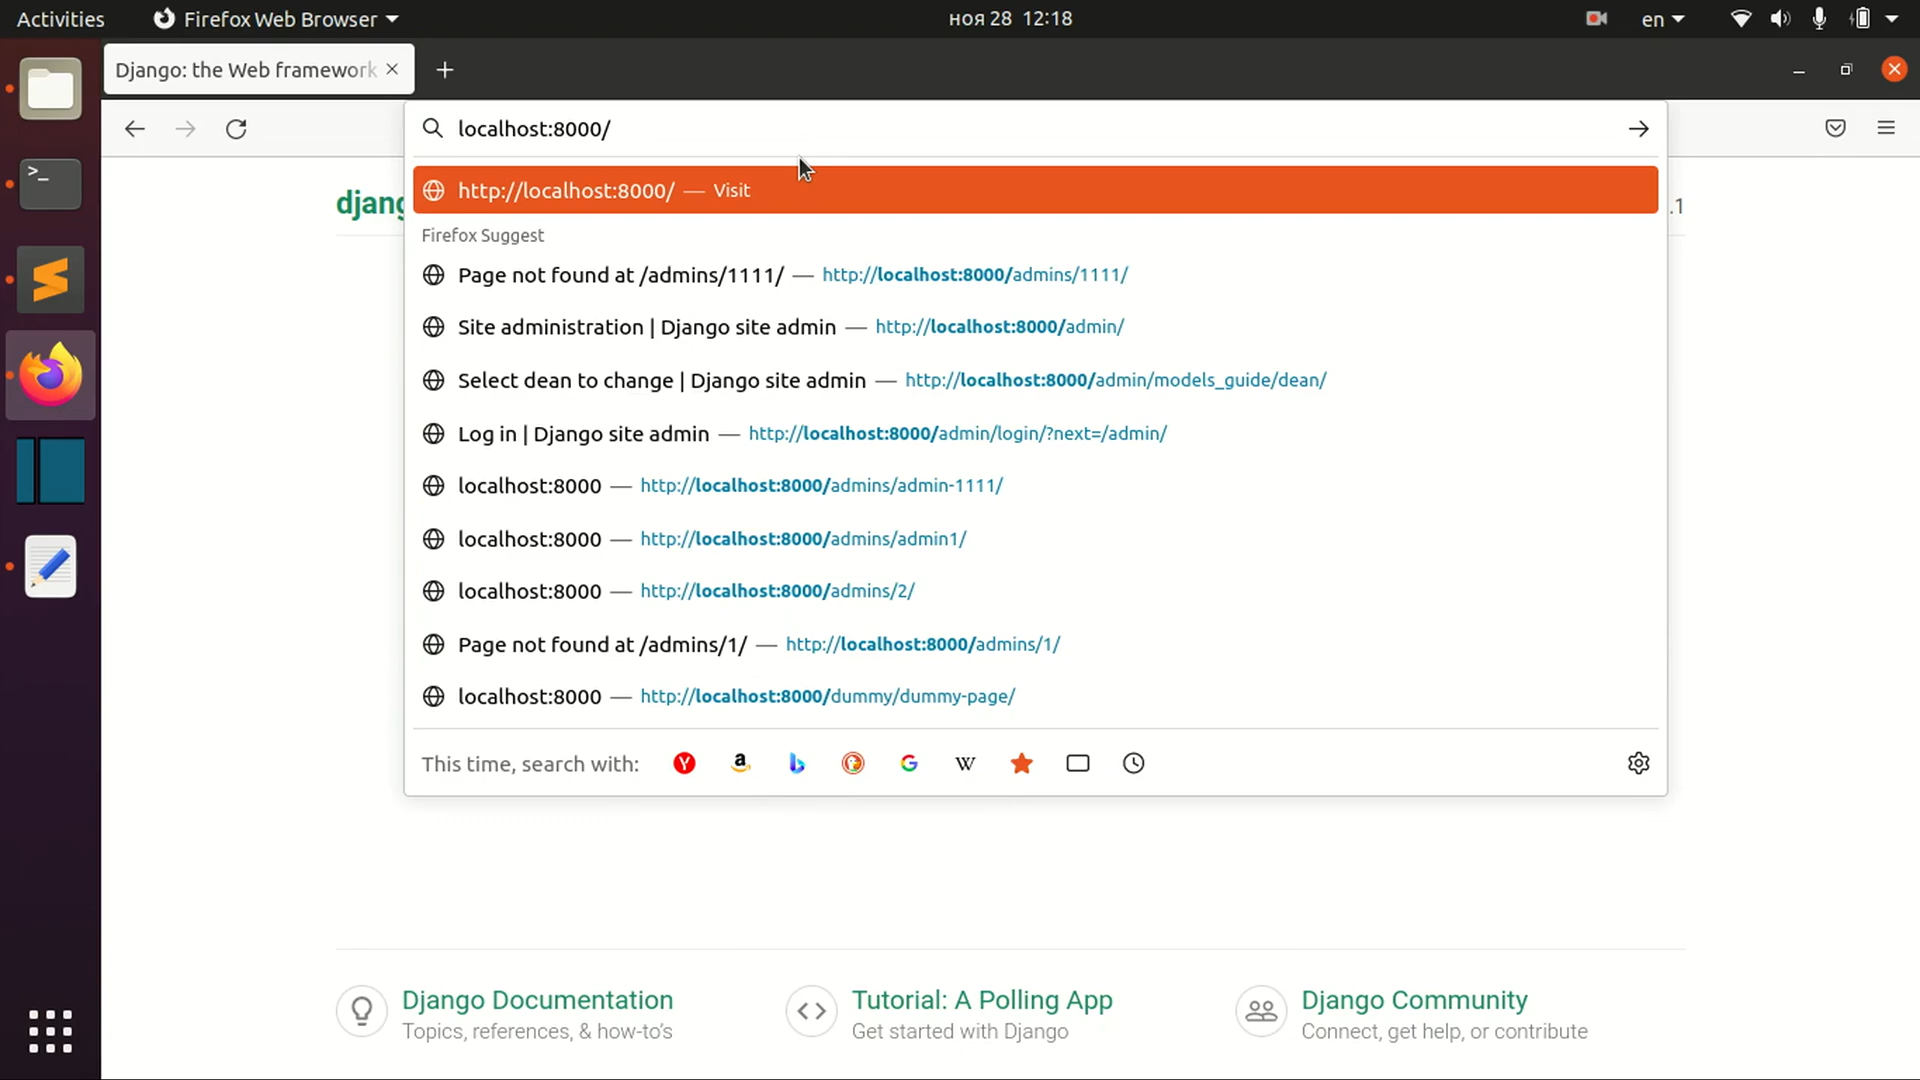 Activities
Firefox Web Browser
ноя 28 12:18
en
Django: the Web framework
localhost:8000/
http://localhost:8000/ — Visit
djang
.1
Firefox Suggest
Page not found at /admins/1111/ — http://localhost:8000/admins/1111/
Site administration | Django site admin — http://localhost:8000/admin/
Select dean to change | Django site admin — http://localhost:8000/admin/models_guide/dean/
Log in | Django site admin — http://localhost:8000/admin/login/?next=/admin/
localhost:8000 — http://localhost:8000/admins/admin-1111/
localhost:8000 — http://localhost:8000/admins/admin1/
localhost:8000 — http://localhost:8000/admins/2/
Page not found at /admins/1/ — http://localhost:8000/admins/1/
localhost:8000 — http://localhost:8000/dummy/dummy-page/
This time, search with:
Django Documentation
Topics, references, & how-to's
Tutorial: A Polling App
Get started with Django
Django Community
Connect, get help, or contribute